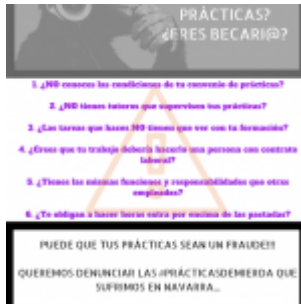 PRÁCTICAS?
¿ERES BECARI@?
1. ¿NO conoces las condiciones de tu convenio de prácticas?
2. ¿NO tienes tutores que supervisen tus prácticas?
3. ¿Las tareas que haces NO tienen que ver con tu formación?
4. ¿Crees que tu trabajo debería hacerlo una persona con contrato
laboral?
5. ¿Tienes las mismas funciones y responsabilidades que otros
empleados?
6. ¿Te obligan a hacer horas extra por encima de las pactadas?
PUEDE QUE TUS PRÁCTICAS SEAN UN FRAUDE!!!
QUEREMOS DENUNCIAR LAS #PRÁCTICASDEMIERDA QUE
SUFRIMOS EN NAVARRA...